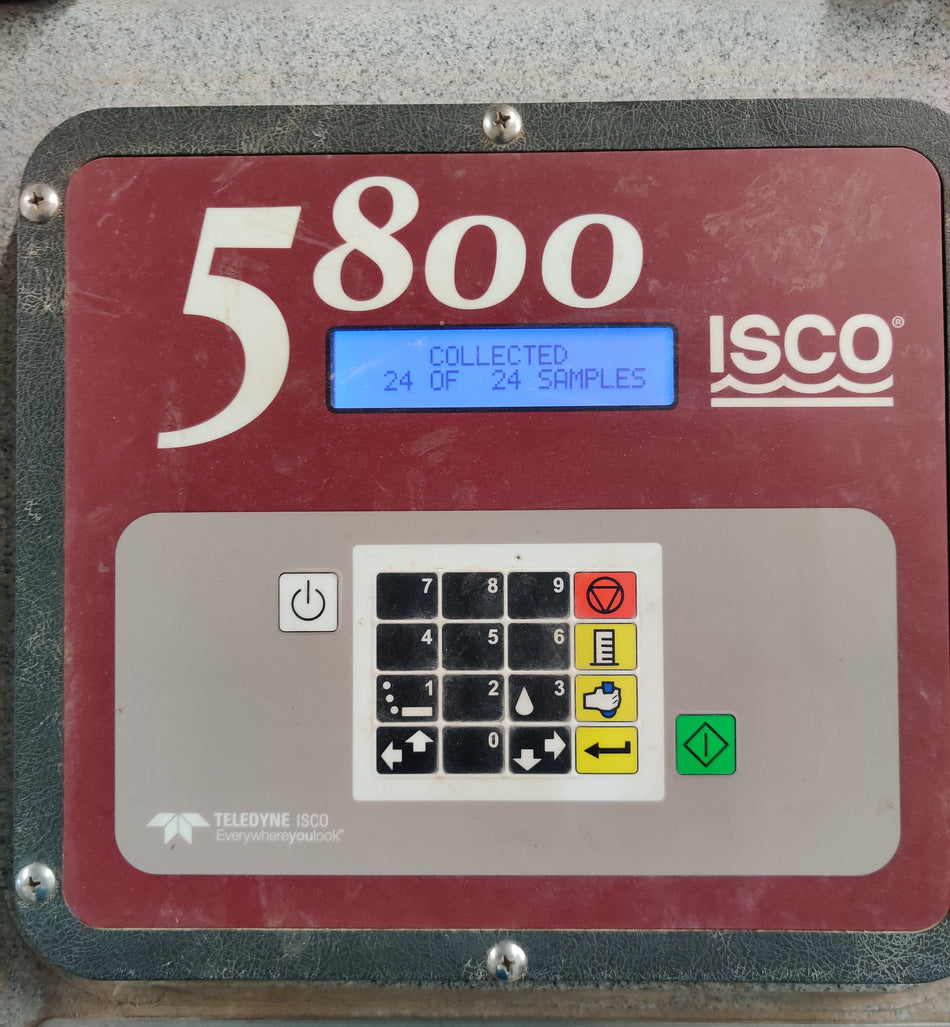 5800
ISCO®
COLLECTED
24 OF 24 SAMPLES
7 8 9
4 5 6
1 2 3
0
TELEDYNE ISCO
Everywhereyoulook™